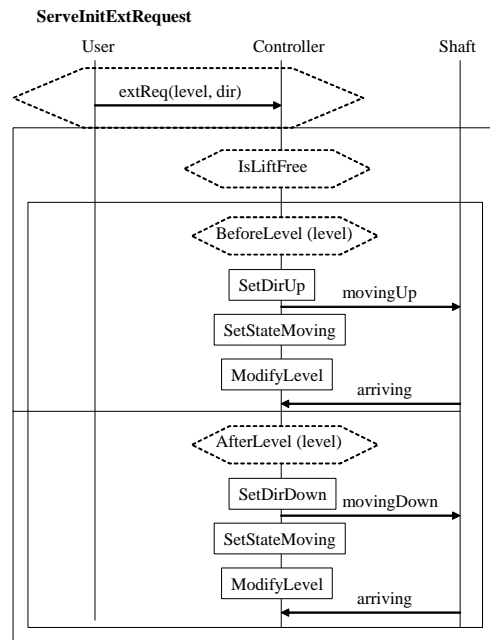 ServeInitExtRequest
User Controller Shaft
extReq(level, dir)
IsLiftFree
BeforeLevel (level)
SetDirUp
movingUp
SetStateMoving
ModifyLevel
arriving
AfterLevel (level)
SetDirDown
movingDown
SetStateMoving
ModifyLevel
arriving